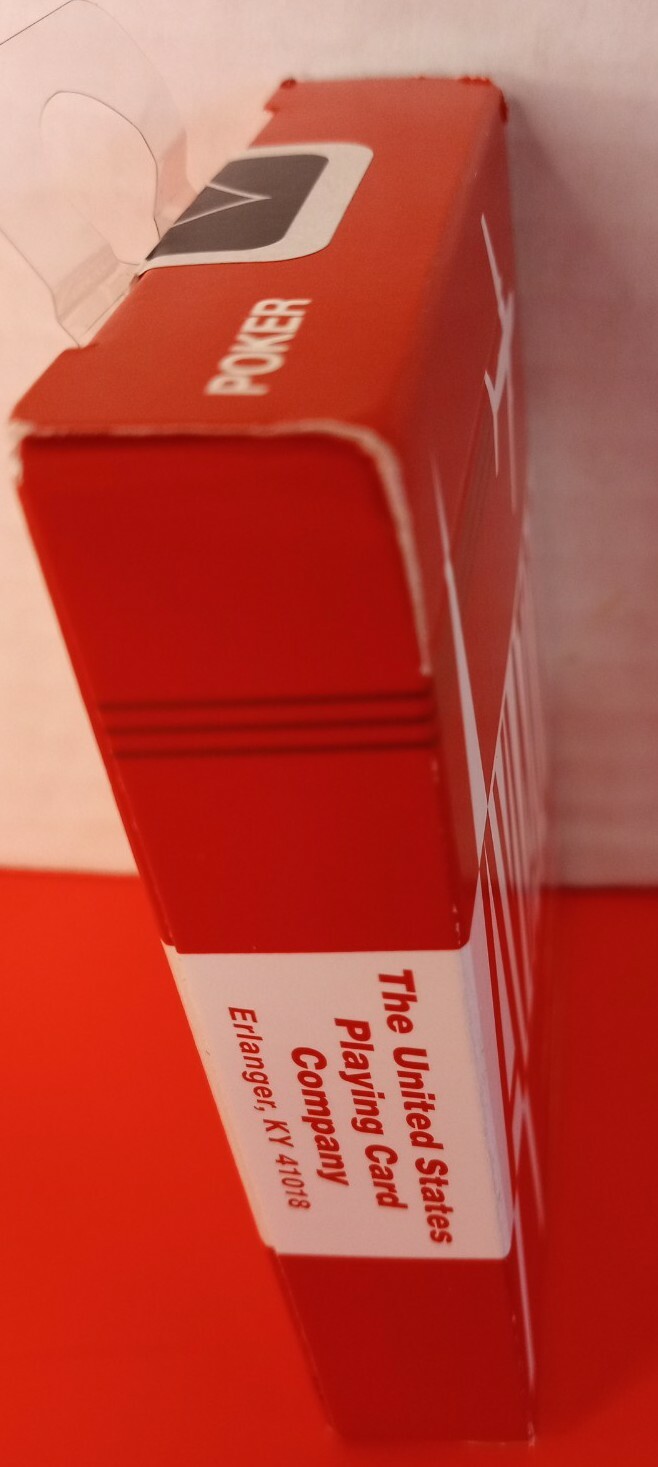 POKER
The United States
Playing Card
Company
Erlanger, KY 41018